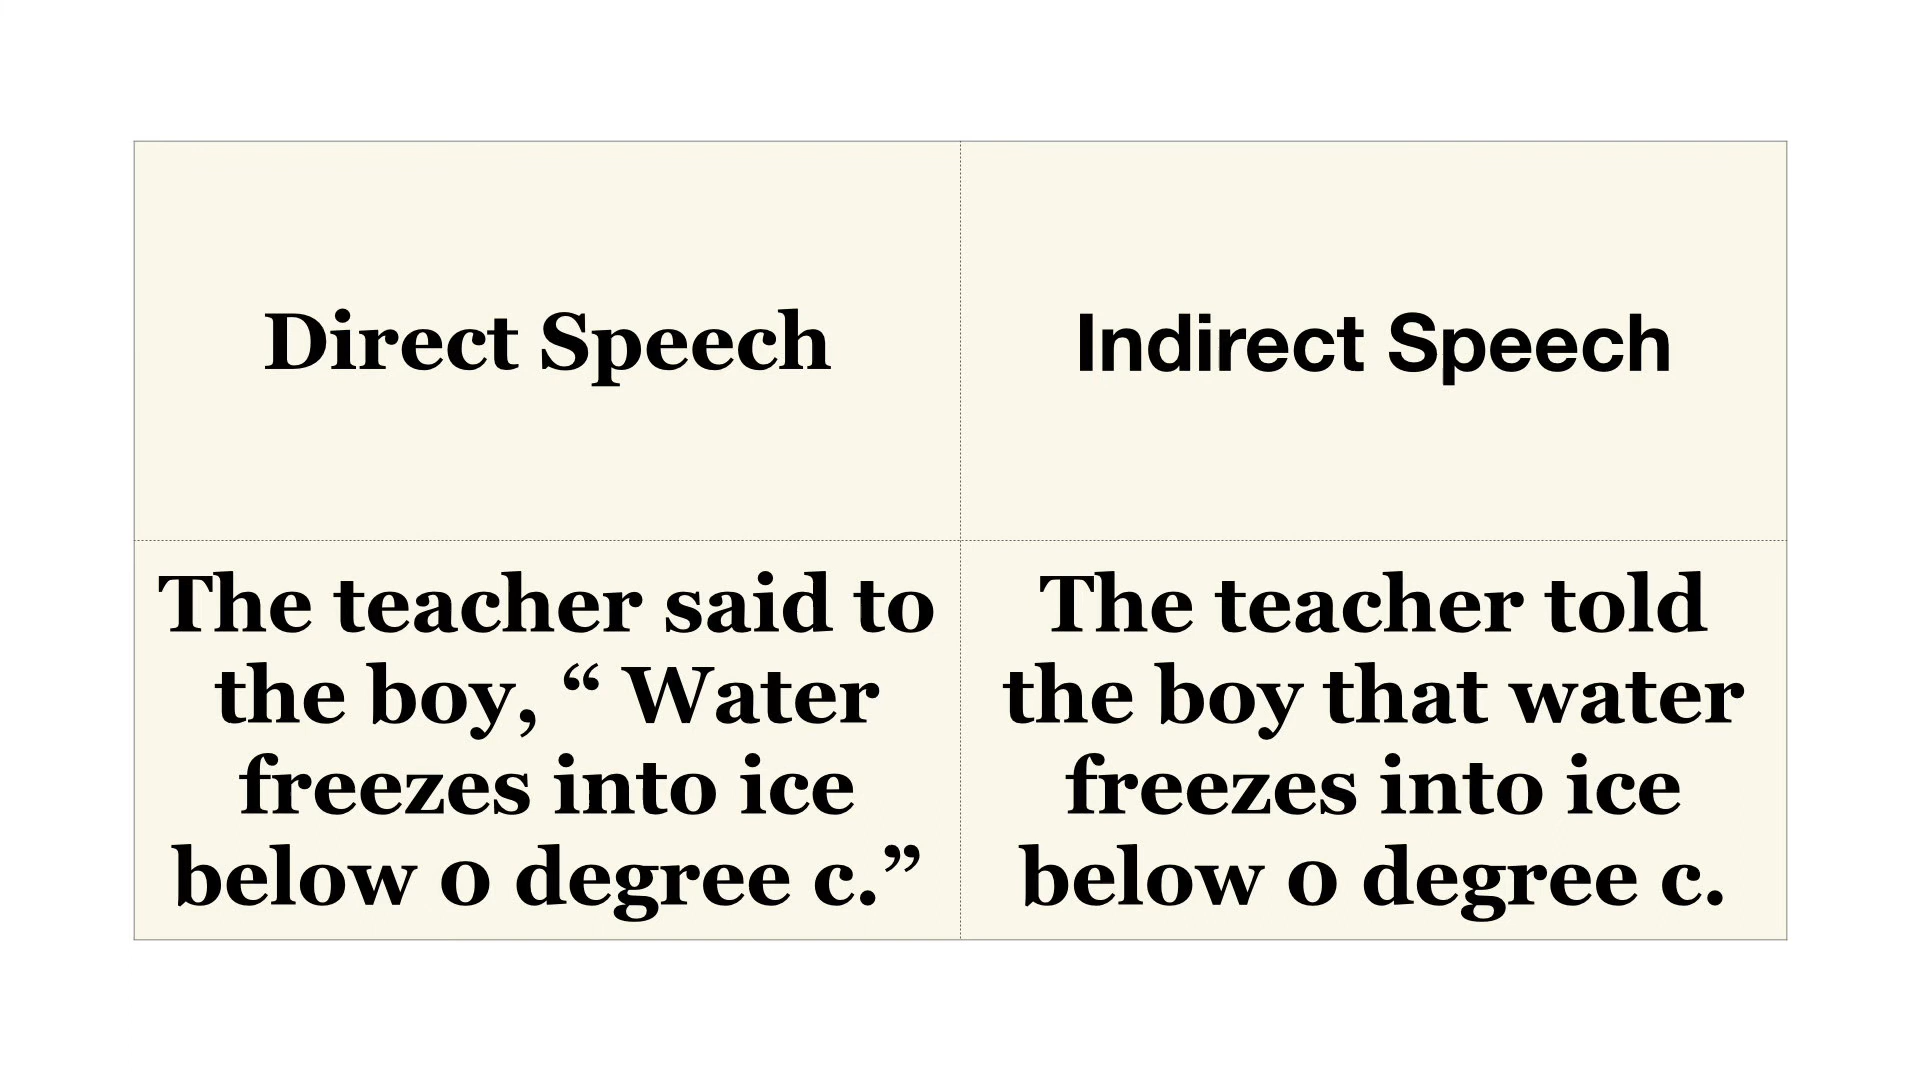 Direct Speech
Indirect Speech
The teacher said to
the boy, “ Water
freezes into ice
below 0 degree c.”
The teacher told
the boy that water
freezes into ice
below 0 degree c.